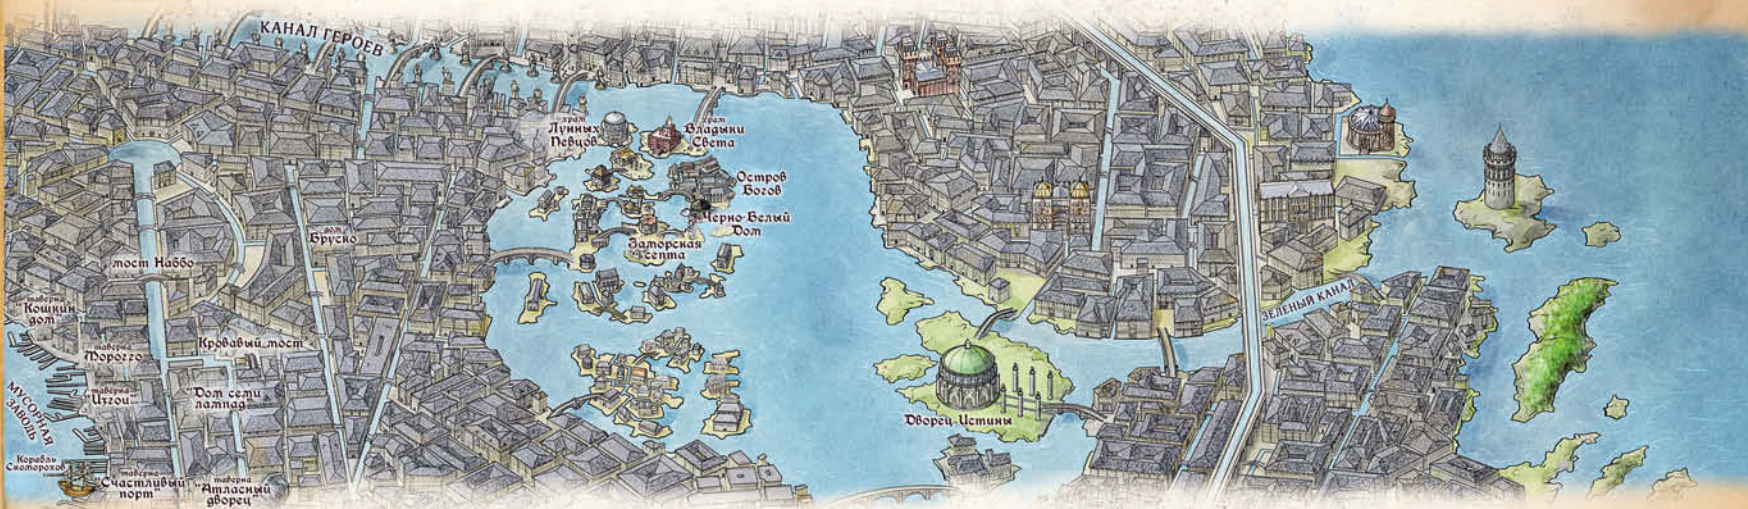 КАНАЛ ГЕРОЕВ
храм
Лунных
Певцов
храм
Владыки
Света
Остров
Богов
Черно-Белый
Дом
Заморская
септа
дом
Бруско
мост Наббо
таверна
"Кошкин
дом"
таверна
Морогго
Кровавый мост
таверна
"Изгои"
"Дом семи
лампад"
МУСОРНАЯ
ЗАВОДЬ
Корабль
Скоморохов
таверна
"Счастливый
порт"
таверна
"Атласный
дворец"
Дворец Истины
ЗЕЛЕНЫЙ КАНАЛ